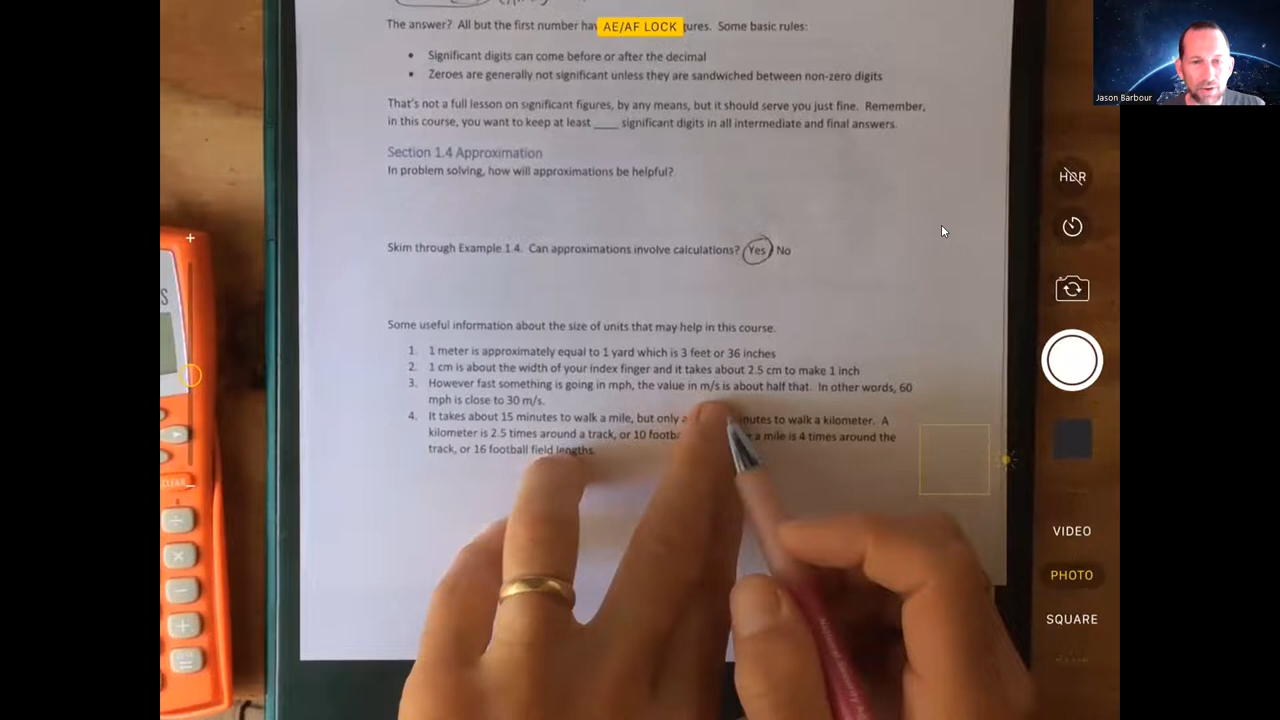 The answer? All but the first number hav AE/AF LOCK ures. Some basic rules:
• Significant digits can come before or after the decimal
• Zeroes are generally not significant unless they are sandwiched between non-zero digits
That's not a full lesson on significant figures, by any means, but it should serve you just fine. Remember,
in this course, you want to keep at least ____ significant digits in all intermediate and final answers.
Section 1.4 Approximation
In problem solving, how will approximations be helpful?
Skim through Example 1.4. Can approximations involve calculations? Yes No
Some useful information about the size of units that may help in this course.
1. 1 meter is approximately equal to 1 yard which is 3 feet or 36 inches
2. 1 cm is about the width of your index finger and it takes about 2.5 cm to make 1 inch
3. However fast something is going in mph, the value in m/s is about half that. In other words, 60
mph is close to 30 m/s.
4. It takes about 15 minutes to walk a mile, but only nutes to walk a kilometer. A
kilometer is 2.5 times around a track, or 10 footb a mile is 4 times around the
track, or 16 football field lengths.
Jason Barbour
HDR
VIDEO
PHOTO
SQUARE
CLEAR